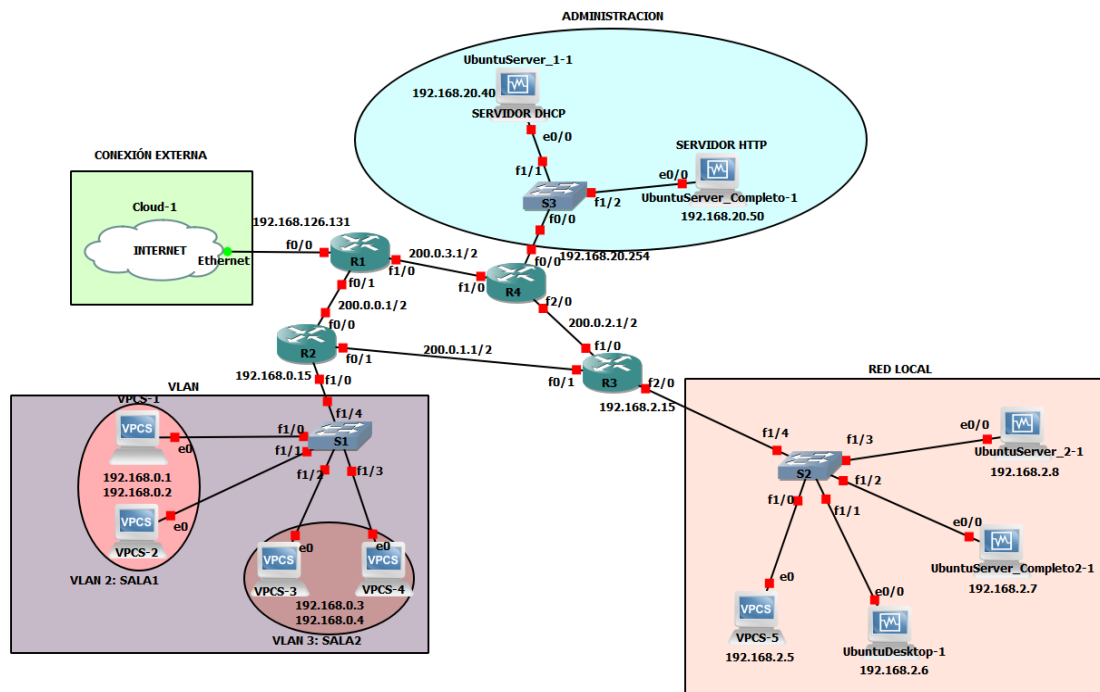 ADMINISTRACION
UbuntuServer_1-1
192.168.20.40
SERVIDOR DHCP
e0/0
SERVIDOR HTTP
e0/0
UbuntuServer_Completo-1
192.168.20.50
f1/1
S3
f1/2
f0/0
CONEXIÓN EXTERNA
Cloud-1
INTERNET
Ethernet
192.168.126.131
f0/0
R1
f1/0
f0/1
200.0.3.1/2
f0/0
192.168.20.254
f1/0
R4
f2/0
200.0.0.1/2
f0/0
R2
f0/1
200.0.1.1/2
200.0.2.1/2
f1/0
f0/1
R3
f2/0
192.168.2.15
192.168.0.15
f1/0
VLAN
VPCS-1
VPCS
e0
192.168.0.1
192.168.0.2
VPCS
e0
VPCS-2
VLAN 2: SALA1
f1/4
f1/0
S1
f1/1
f1/2
f1/3
e0
e0
VPCS
VPCS
VPCS-3
VPCS-4
192.168.0.3
192.168.0.4
VLAN 3: SALA2
RED LOCAL
f1/4
f1/3
e0/0
UbuntuServer_2-1
192.168.2.8
S2
f1/2
f1/0
f1/1
e0/0
UbuntuServer_Completo2-1
192.168.2.7
e0
e0/0
VPCS
VPCS-5
192.168.2.5
UbuntuDesktop-1
192.168.2.6